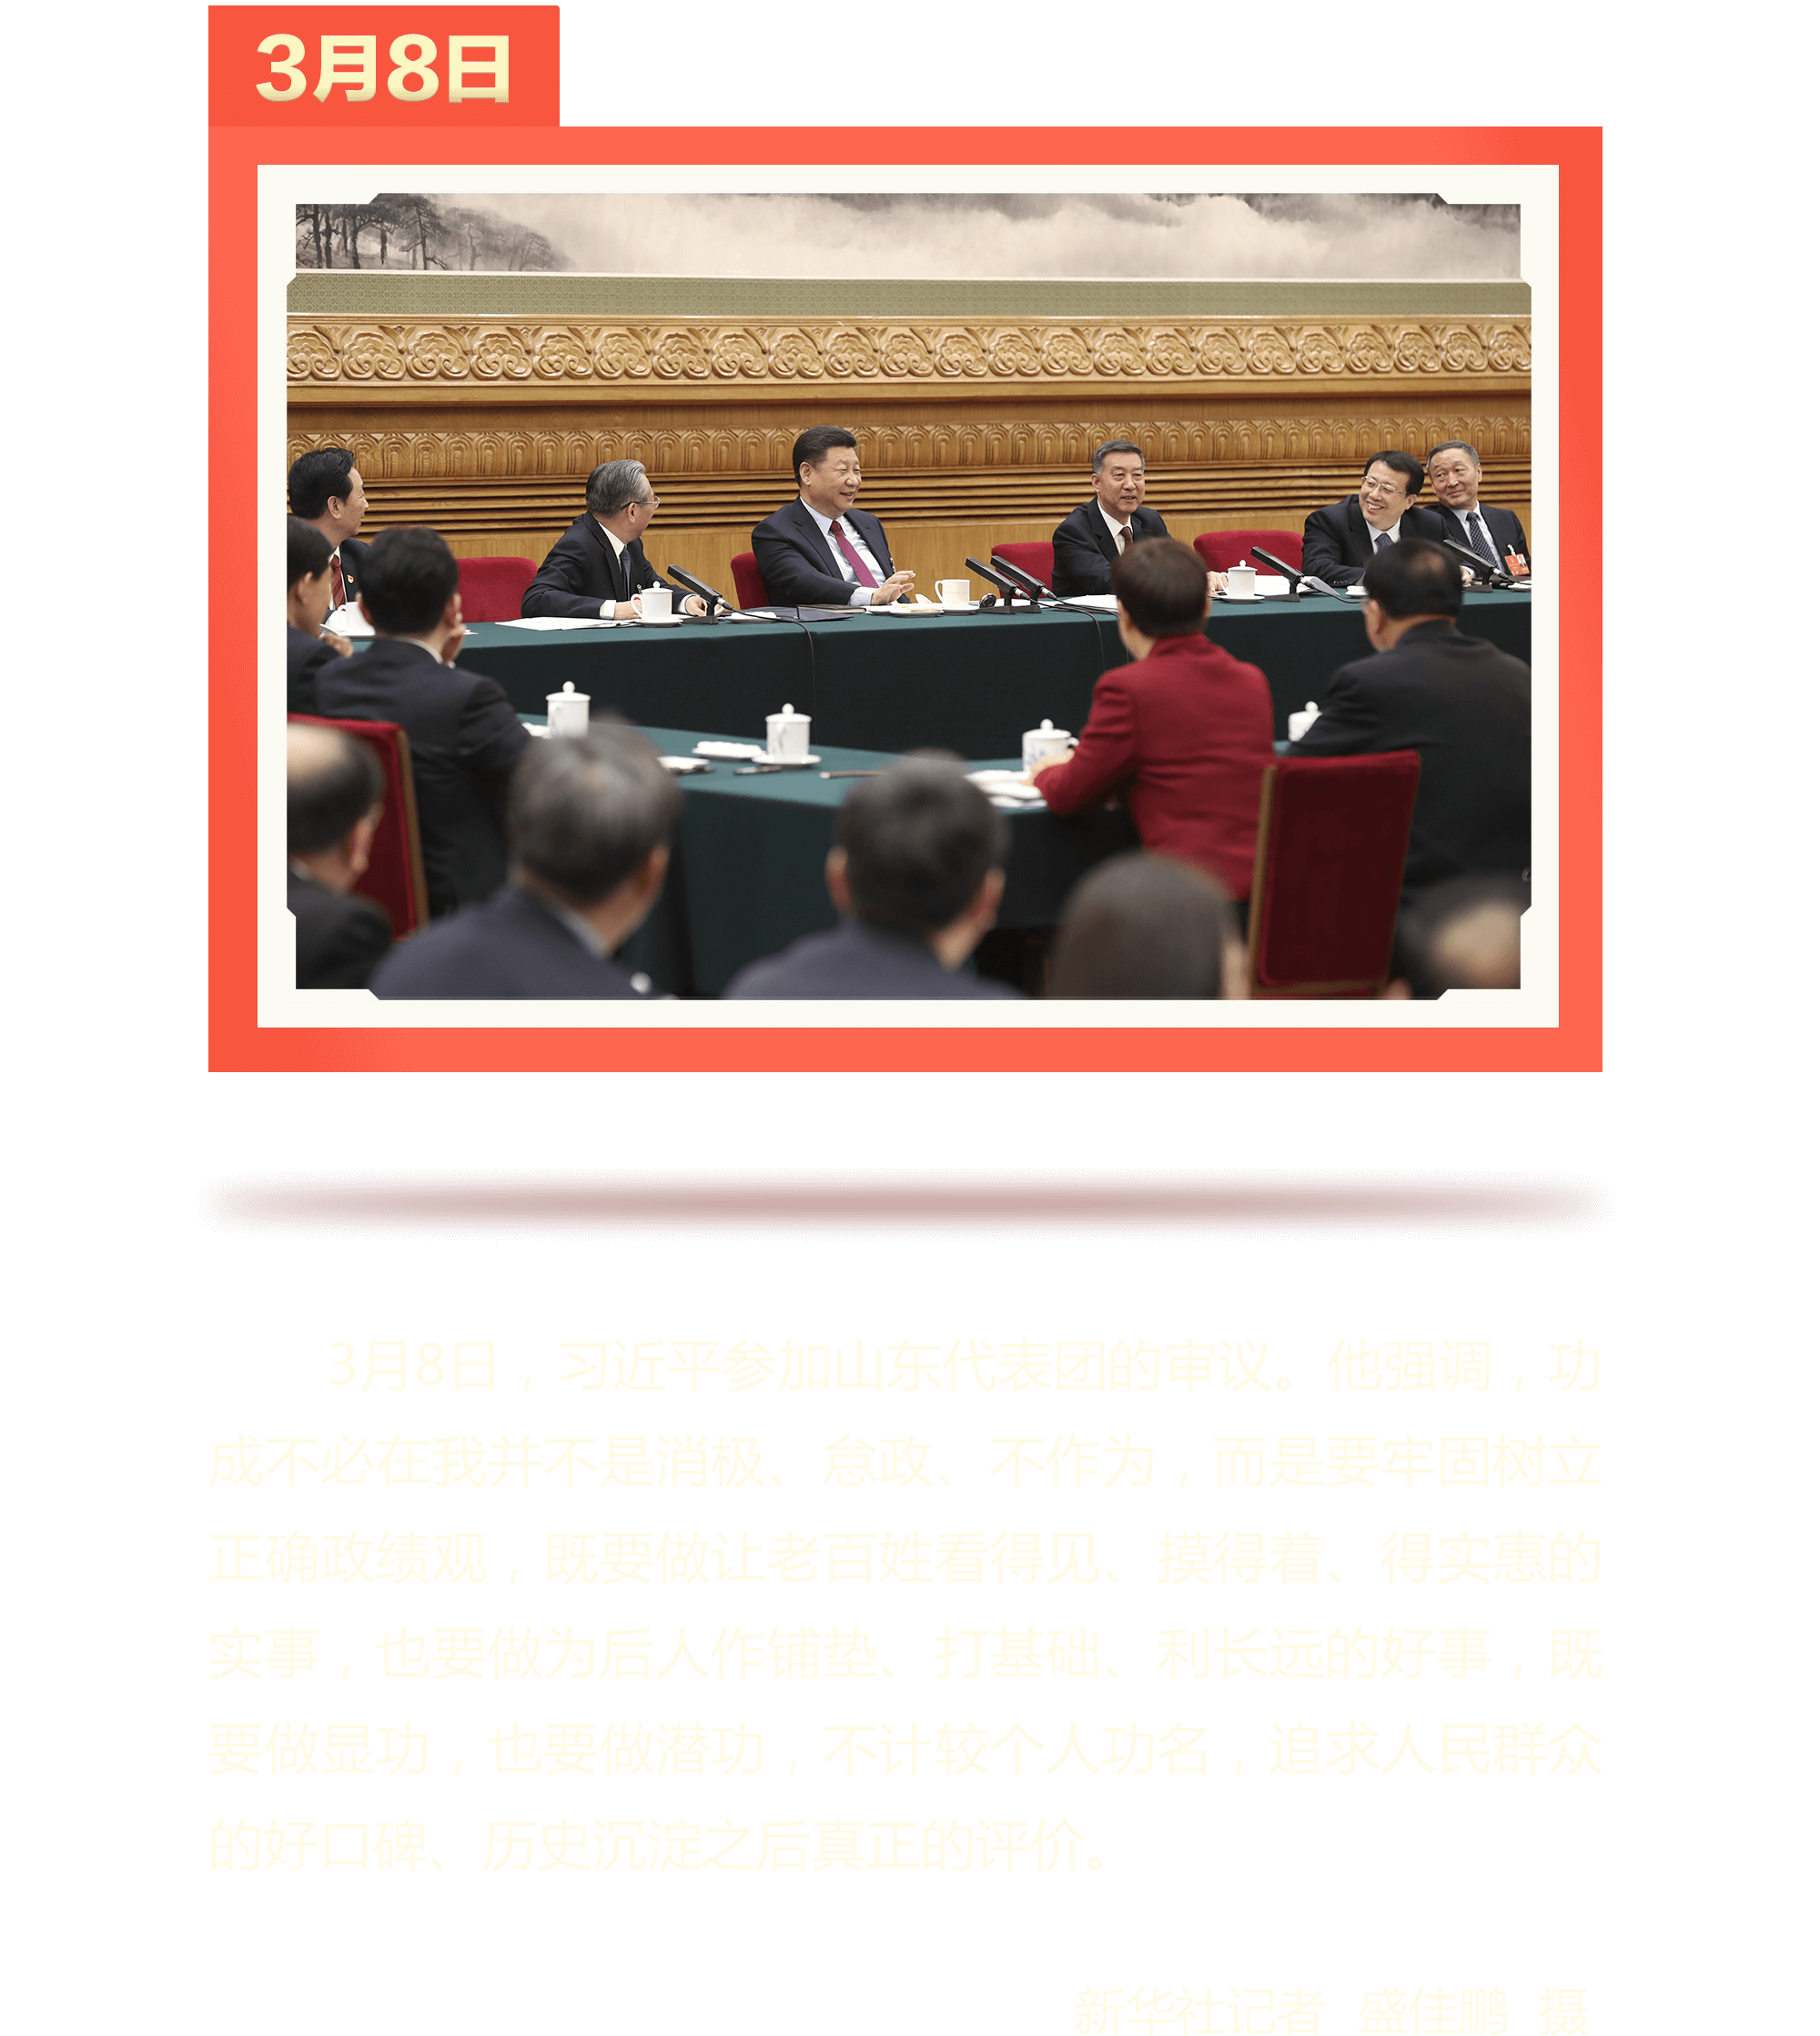 3月8日
3月8日，习近平参加山东代表团的审议。他强调，功
成不必在我并不是消极、怠政、不作为，而是要牢固树立
正确政绩观，既要做让老百姓看得见、摸得着、得实惠的
实事，也要做为后人作铺垫、打基础、利长远的好事，既
要做显功，也要做潜功，不计较个人功名，追求人民群众
的好口碑、历史沉淀之后真正的评价。
新华社记者 盛佳鹏 摄